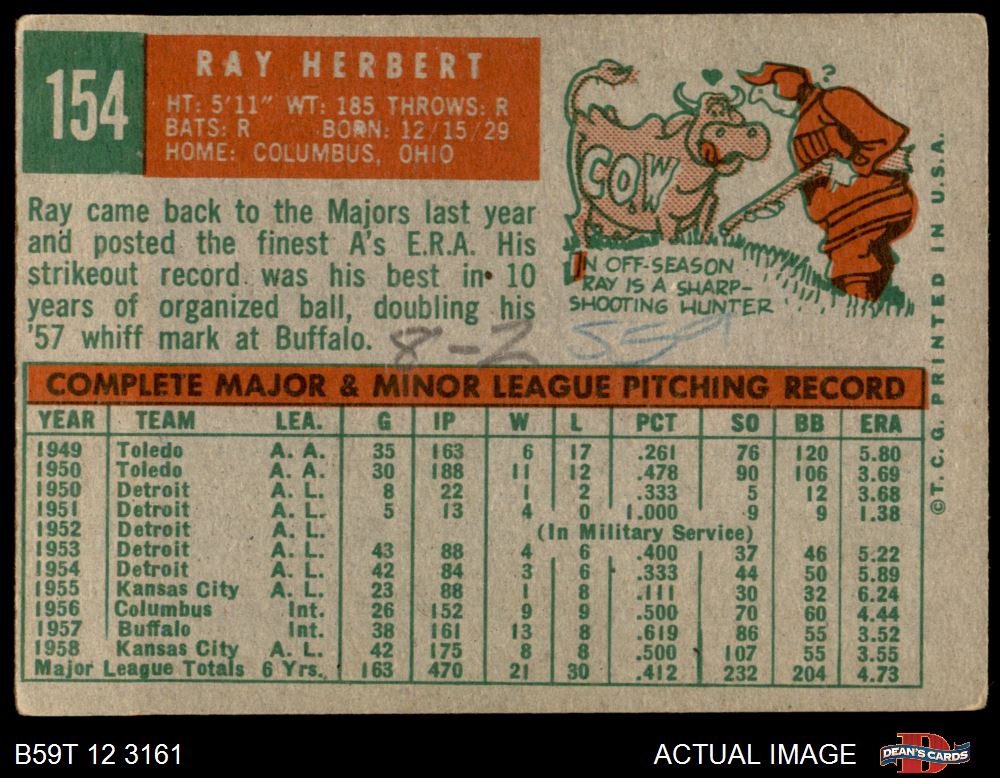 154
RAY HERBERT
HT: 5'11" WT: 185 THROWS: R
BATS: R BORN: 12/15/29
HOME: COLUMBUS, OHIO
Ray came back to the Majors last year
and posted the finest A's E.R.A. His
strikeout record was his best in 10
years of organized ball, doubling his
'57 whiff mark at Buffalo.
COW
?
IN OFF-SEASON
RAY IS A SHARP-
SHOOTING HUNTER
8-2
COMPLETE MAJOR & MINOR LEAGUE PITCHING RECORD
YEAR TEAM LEA. G IP W L PCT SO BB ERA
1949 Toledo A. A. 35 163 6 17 .261 76 120 5.80
1950 Toledo A. A. 30 188 11 12 .478 90 106 3.69
1950 Detroit A. L. 8 22 1 2 .333 5 12 3.68
1951 Detroit A. L. 5 13 4 0 1.000 9 9 1.38
1952 Detroit A. L. (In Military Service)
1953 Detroit A. L. 43 88 4 6 .400 37 46 5.22
1954 Detroit A. L. 42 84 3 6 .333 44 50 5.89
1955 Kansas City A. L. 23 88 1 8 .111 30 32 6.24
1956 Columbus Int. 26 152 9 9 .500 70 60 4.44
1957 Buffalo Int. 38 161 13 8 .619 86 55 3.52
1958 Kansas City A. L. 42 175 8 8 .500 107 55 3.55
Major League Totals 6 Yrs. 163 470 21 30 .412 232 204 4.73
©T. C. G. PRINTED IN U.S.A.
B59T 12 3161
ACTUAL IMAGE
DEAN'S CARDS